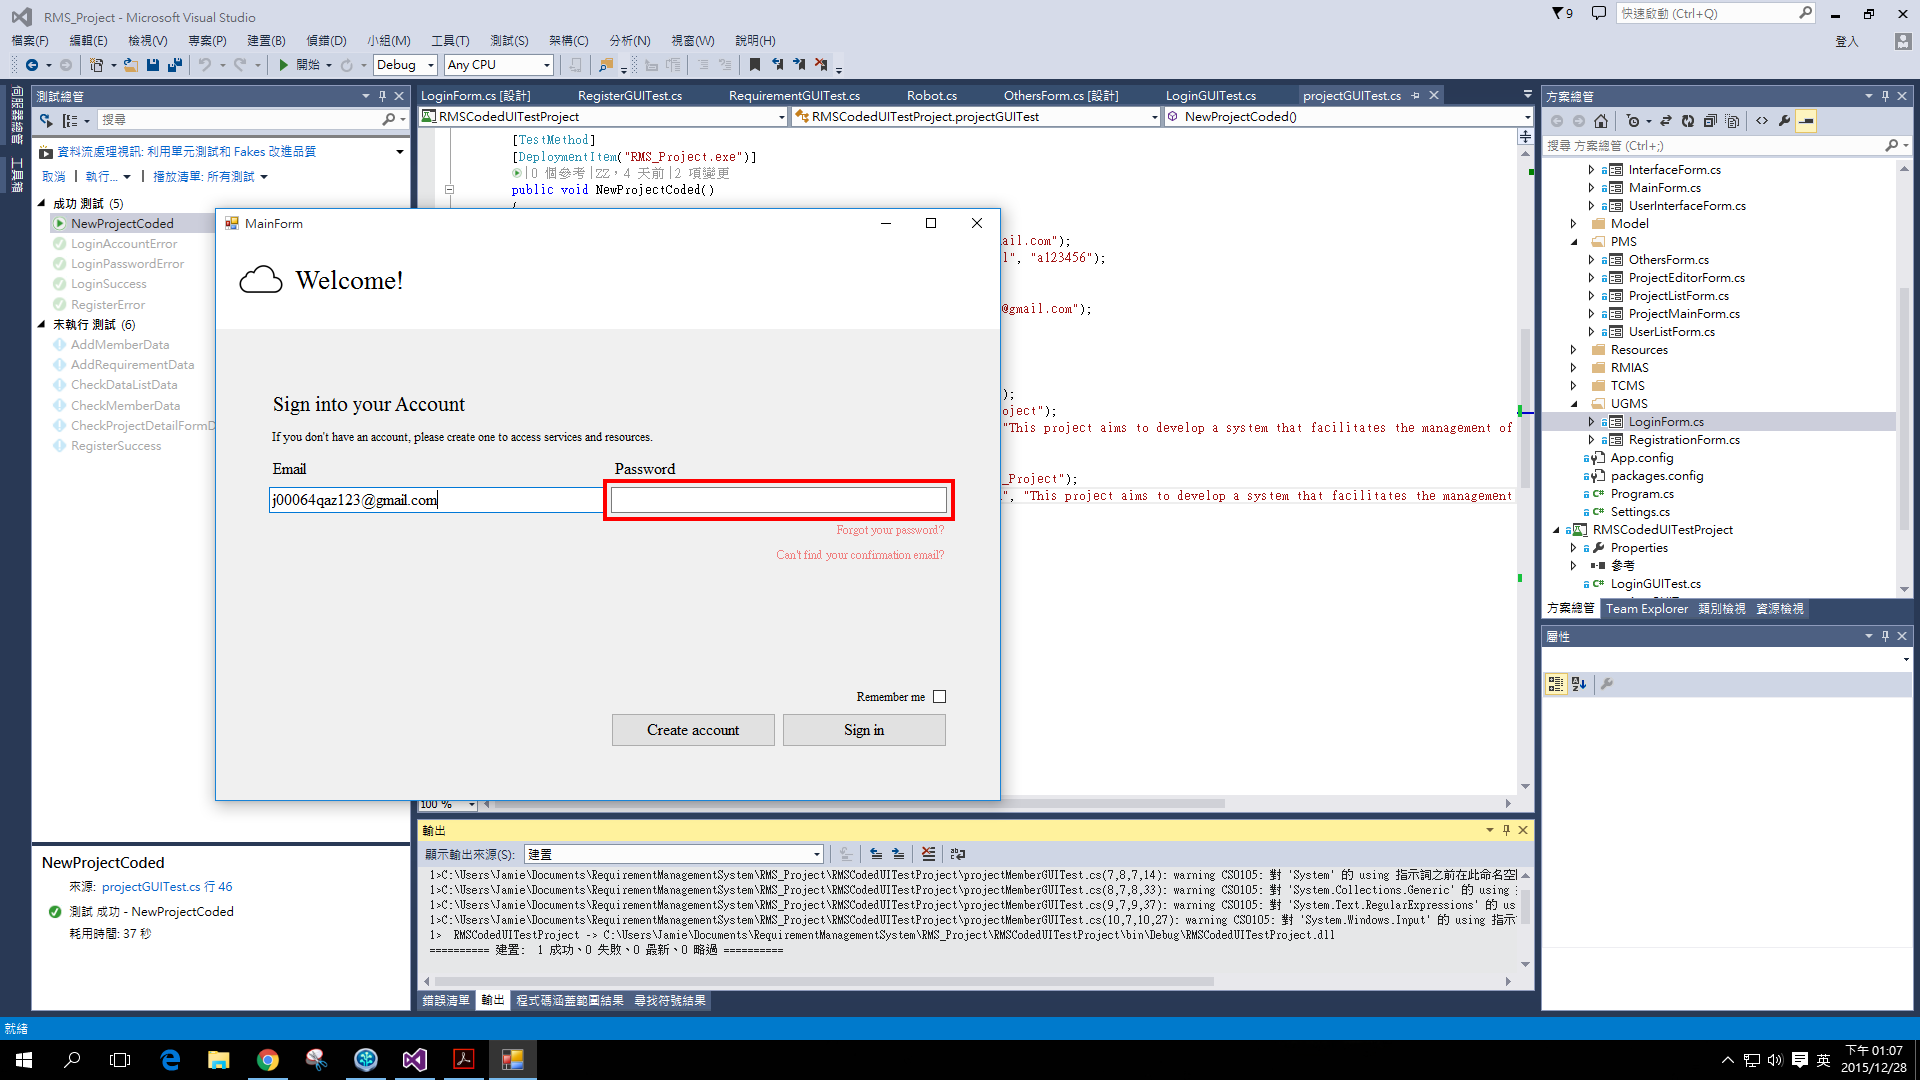 RMS_Project - Microsoft Visual Studio
9
快速啟動 (Ctrl+Q)
檔案(F) 編輯(E) 檢視(V) 專案(P) 建置(B) 偵錯(D) 小組(M) 工具(T) 測試(S) 架構(C) 分析(N) 視窗(W) 說明(H)
登入
開始 Debug Any CPU
伺服器總管
工具箱
測試總管
搜尋
資料流處理視訊: 利用單元測試和 Fakes 改進品質
取消 | 執行... | 播放清單: 所有測試
成功 測試 (5)
NewProjectCoded
LoginAccountError
LoginPasswordError
LoginSuccess
RegisterError
未執行 測試 (6)
AddMemberData
AddRequirementData
CheckDataListData
CheckMemberData
CheckProjectDetailFormD
RegisterSuccess
NewProjectCoded
來源: projectGUITest.cs 行 46
測試 成功 - NewProjectCoded
耗用時間: 37 秒
LoginForm.cs [設計] RegisterGUITest.cs RequirementGUITest.cs Robot.cs OthersForm.cs [設計] LoginGUITest.cs projectGUITest.cs
RMSCodedUITestProject RMSCodedUITestProject.projectGUITest NewProjectCoded()
[TestMethod]
[DeploymentItem("RMS_Project.exe")]
|0 個參考|ZZ，4 天前|2 項變更
public void NewProjectCoded()
{
ail.com");
l", "a123456");
@gmail.com");
);
oject");
"This project aims to develop a system that facilitates the management of
_Project");
", "This project aims to develop a system that facilitates the management
100 %
MainForm
Welcome!
Sign into your Account
If you don't have an account, please create one to access services and resources.
Email Password
j00064qaz123@gmail.com
Forgot your password?
Can't find your confirmation email?
Remember me
Create account Sign in
輸出
顯示輸出來源(S): 建置
1>C:\Users\Jamie\Documents\RequirementManagementSystem\RMS_Project\RMSCodedUITestProject\projectMemberGUITest.cs(7,8,7,14): warning CS0105: 對 'System' 的 using 指示詞之前在此命名空
1>C:\Users\Jamie\Documents\RequirementManagementSystem\RMS_Project\RMSCodedUITestProject\projectMemberGUITest.cs(8,7,8,33): warning CS0105: 對 'System.Collections.Generic' 的 using
1>C:\Users\Jamie\Documents\RequirementManagementSystem\RMS_Project\RMSCodedUITestProject\projectMemberGUITest.cs(9,7,9,37): warning CS0105: 對 'System.Text.RegularExpressions' 的 us
1>C:\Users\Jamie\Documents\RequirementManagementSystem\RMS_Project\RMSCodedUITestProject\projectMemberGUITest.cs(10,7,10,27): warning CS0105: 對 'System.Windows.Input' 的 using 指示
1> RMSCodedUITestProject -> C:\Users\Jamie\Documents\RequirementManagementSystem\RMS_Project\RMSCodedUITestProject\bin\Debug\RMSCodedUITestProject.dll
========== 建置: 1 成功、0 失敗、0 最新、0 略過 ==========
錯誤清單 輸出 程式碼涵蓋範圍結果 尋找符號結果
方案總管
搜尋 方案總管 (Ctrl+;)
InterfaceForm.cs
MainForm.cs
UserInterfaceForm.cs
Model
PMS
OthersForm.cs
ProjectEditorForm.cs
ProjectListForm.cs
ProjectMainForm.cs
UserListForm.cs
Resources
RMIAS
TCMS
UGMS
LoginForm.cs
RegistrationForm.cs
App.config
packages.config
C# Program.cs
C# Settings.cs
RMSCodedUITestProject
Properties
參考
C# LoginGUITest.cs
方案總管 Team Explorer 類別檢視 資源檢視
屬性
就緒
英
下午 01:07
2015/12/28